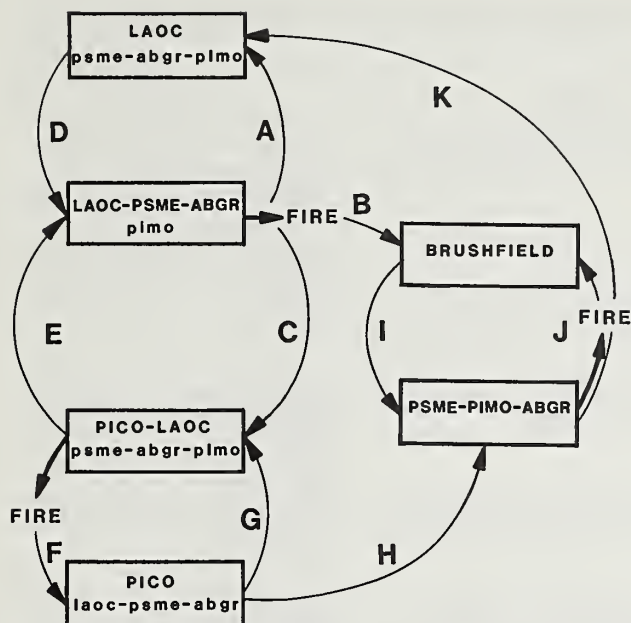 LAOC
psme-abgr-pimo
K
D
A
LAOC-PSME-ABGR
pimo
FIRE
B
BRUSHFIELD
E
C
I
J
FIRE
PICO-LAOC
psme-abgr-pimo
PSME-PIMO-ABGR
FIRE
F
G
H
PICO
laoc-psme-abgr